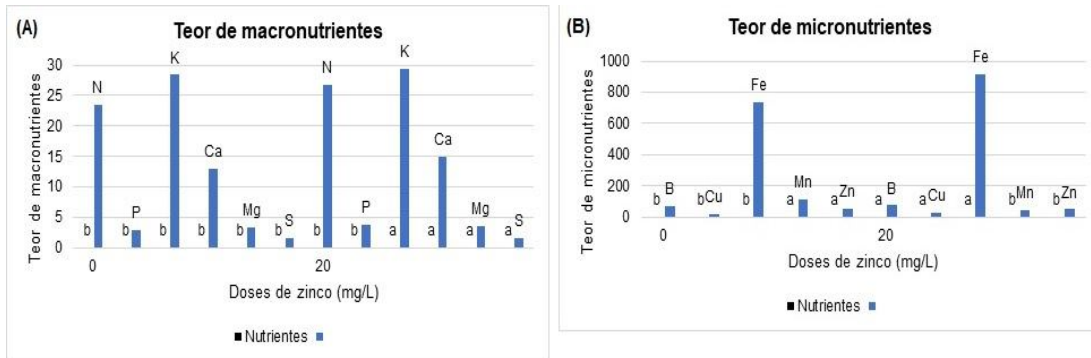 (A)
Teor de macronutrientes
Teor de macronutrientes
30
25
20
15
10
5
0
N
P
K
Ca
Mg
S
N
P
K
Ca
Mg
S
b b b b b b b b a a a a
0 20
Doses de zinco (mg/L)
Nutrientes
(B)
Teor de micronutrientes
Teor de micronutrientes
1000
800
600
400
200
0
b B
b Cu
b Fe
a Mn
a Zn
a B
a Cu
a Fe
b Mn
b Zn
0 20
Doses de zinco (mg/L)
Nutrientes